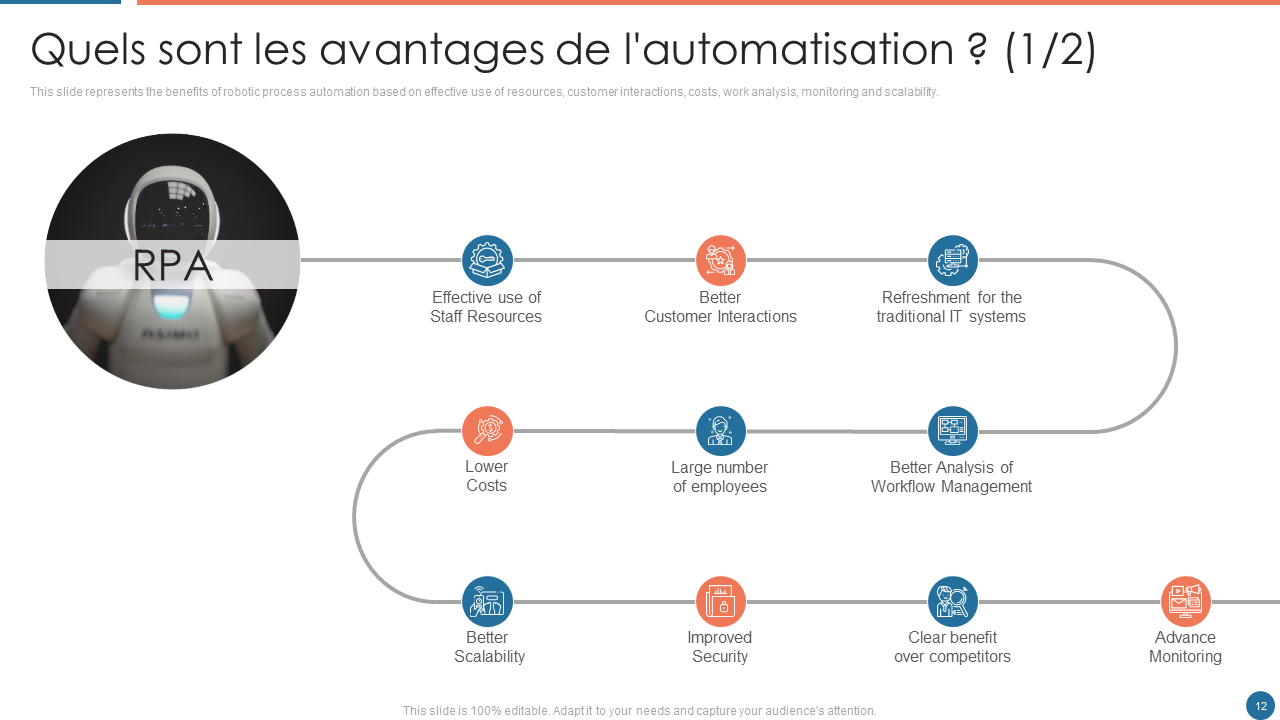 Quels sont les avantages de l'automatisation ? (1/2)
This slide represents the benefits of robotic process automation based on effective use of resources, customer interactions, costs, work analysis, monitoring and scalability.
RPA
ASIMO
Effective use of
Staff Resources
Better
Customer Interactions
Refreshment for the
traditional IT systems
Lower
Costs
Large number
of employees
Better Analysis of
Workflow Management
Better
Scalability
Improved
Security
Clear benefit
over competitors
Advance
Monitoring
This slide is 100% editable. Adapt it to your needs and capture your audience's attention.
12